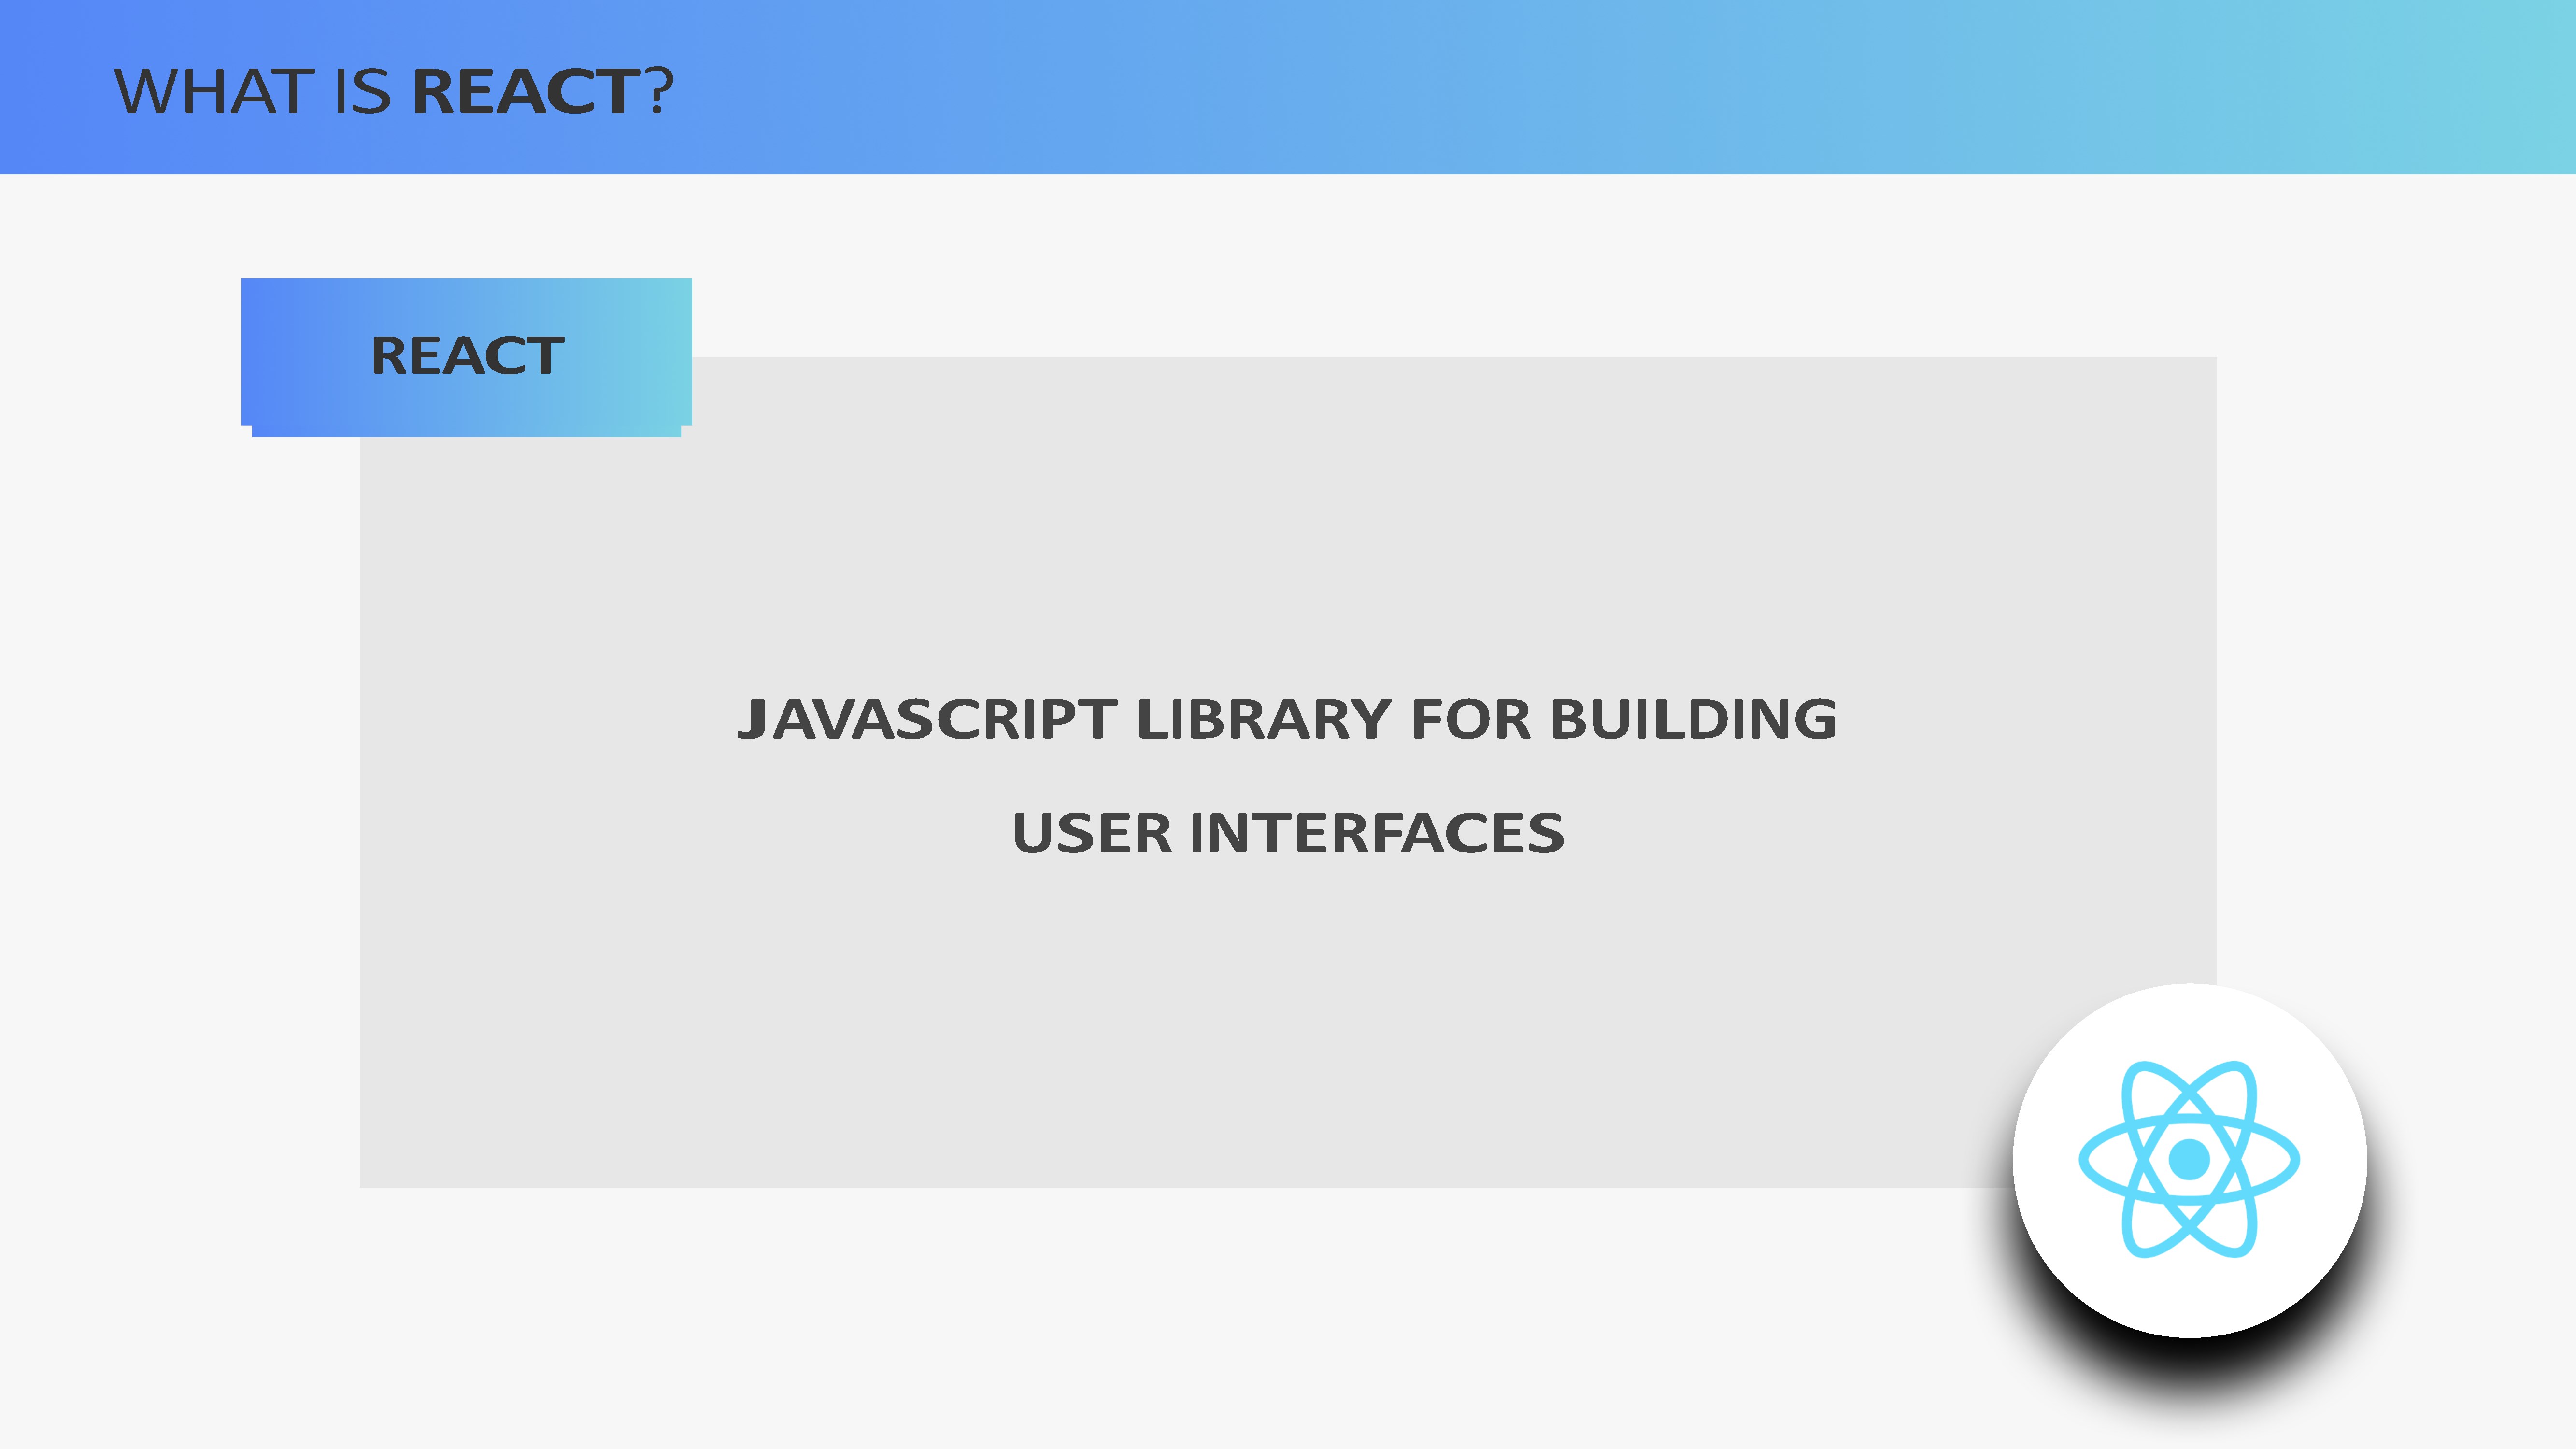 WHAT IS REACT?
REACT
JAVASCRIPT LIBRARY FOR BUILDING
USER INTERFACES